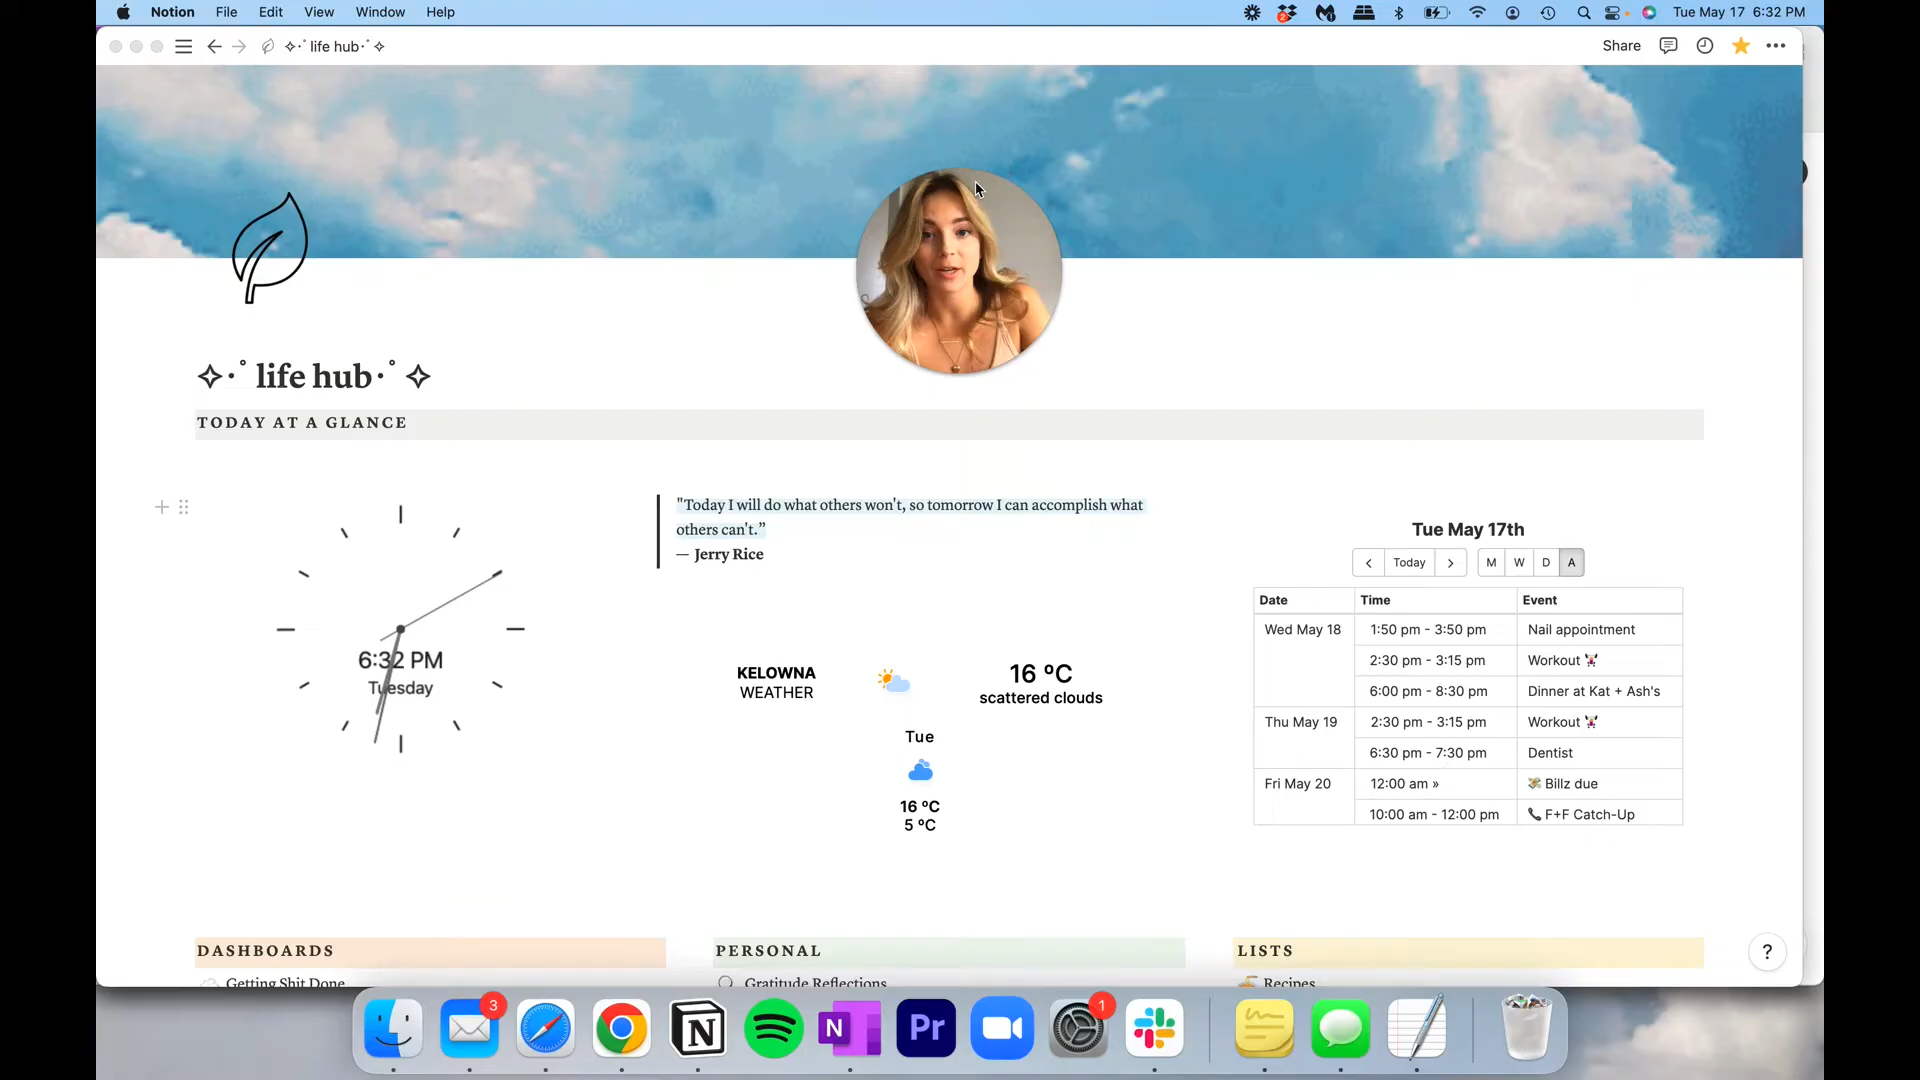 Notion File Edit View Window Help
2
Tue May 17 6:32 PM
✧·˚ life hub·˚ ✧
Share
✧·˚ life hub·˚ ✧
TODAY AT A GLANCE
6:32 PM
Tuesday
"Today I will do what others won't, so tomorrow I can accomplish what
others can't.”
— Jerry Rice
KELOWNA
WEATHER
16 ºC
scattered clouds
Tue
16 ºC
5 ºC
Tue May 17th
Today M W D A
Date Time Event
Wed May 18 1:50 pm - 3:50 pm Nail appointment
2:30 pm - 3:15 pm Workout 🏋
6:00 pm - 8:30 pm Dinner at Kat + Ash's
Thu May 19 2:30 pm - 3:15 pm Workout 🏋
6:30 pm - 7:30 pm Dentist
Fri May 20 12:00 am » 💸 Billz due
10:00 am - 12:00 pm 📞 F+F Catch-Up
DASHBOARDS PERSONAL LISTS
?
Getting Shit Done Gratitude Reflections Recipes
3
N
N
Pr
1